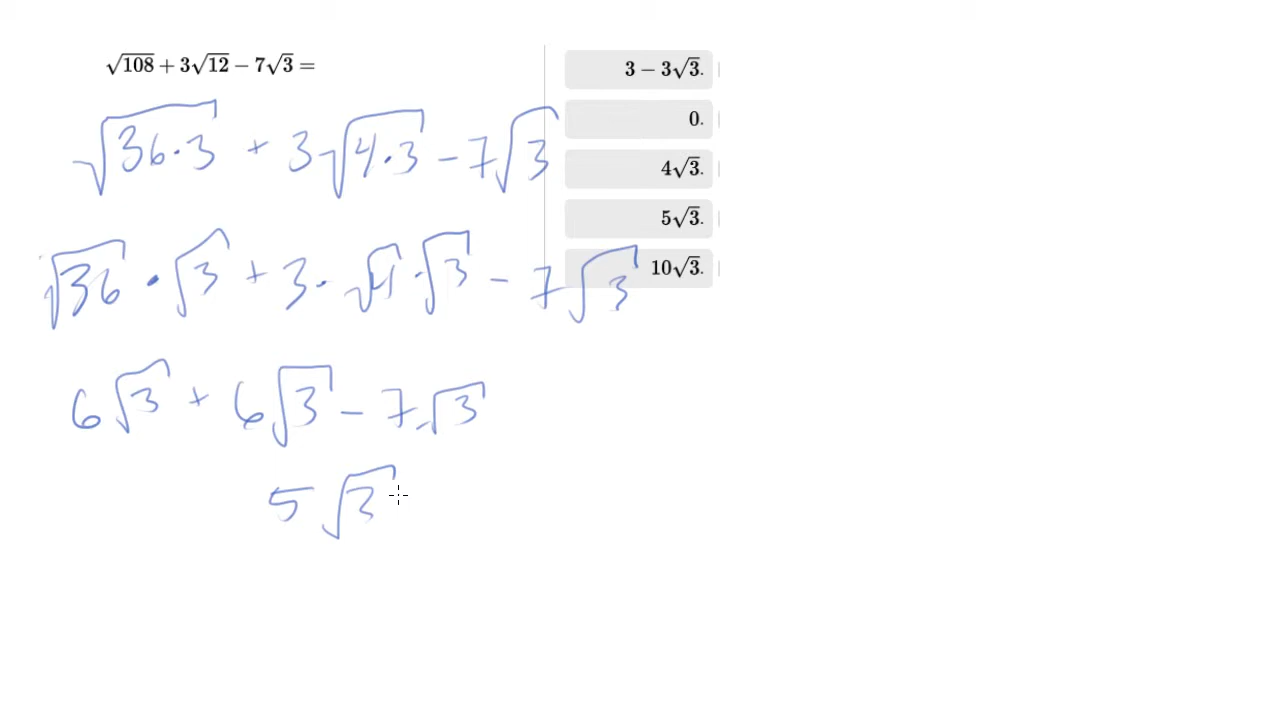 √108 + 3√12 − 7√3 =
3 − 3√3.
0.
4√3.
5√3.
10√3.
√36·3 + 3√4·3 − 7√3
√36 · √3 + 3 · √4 · √3 − 7√3
6√3 + 6√3 − 7√3
5√3